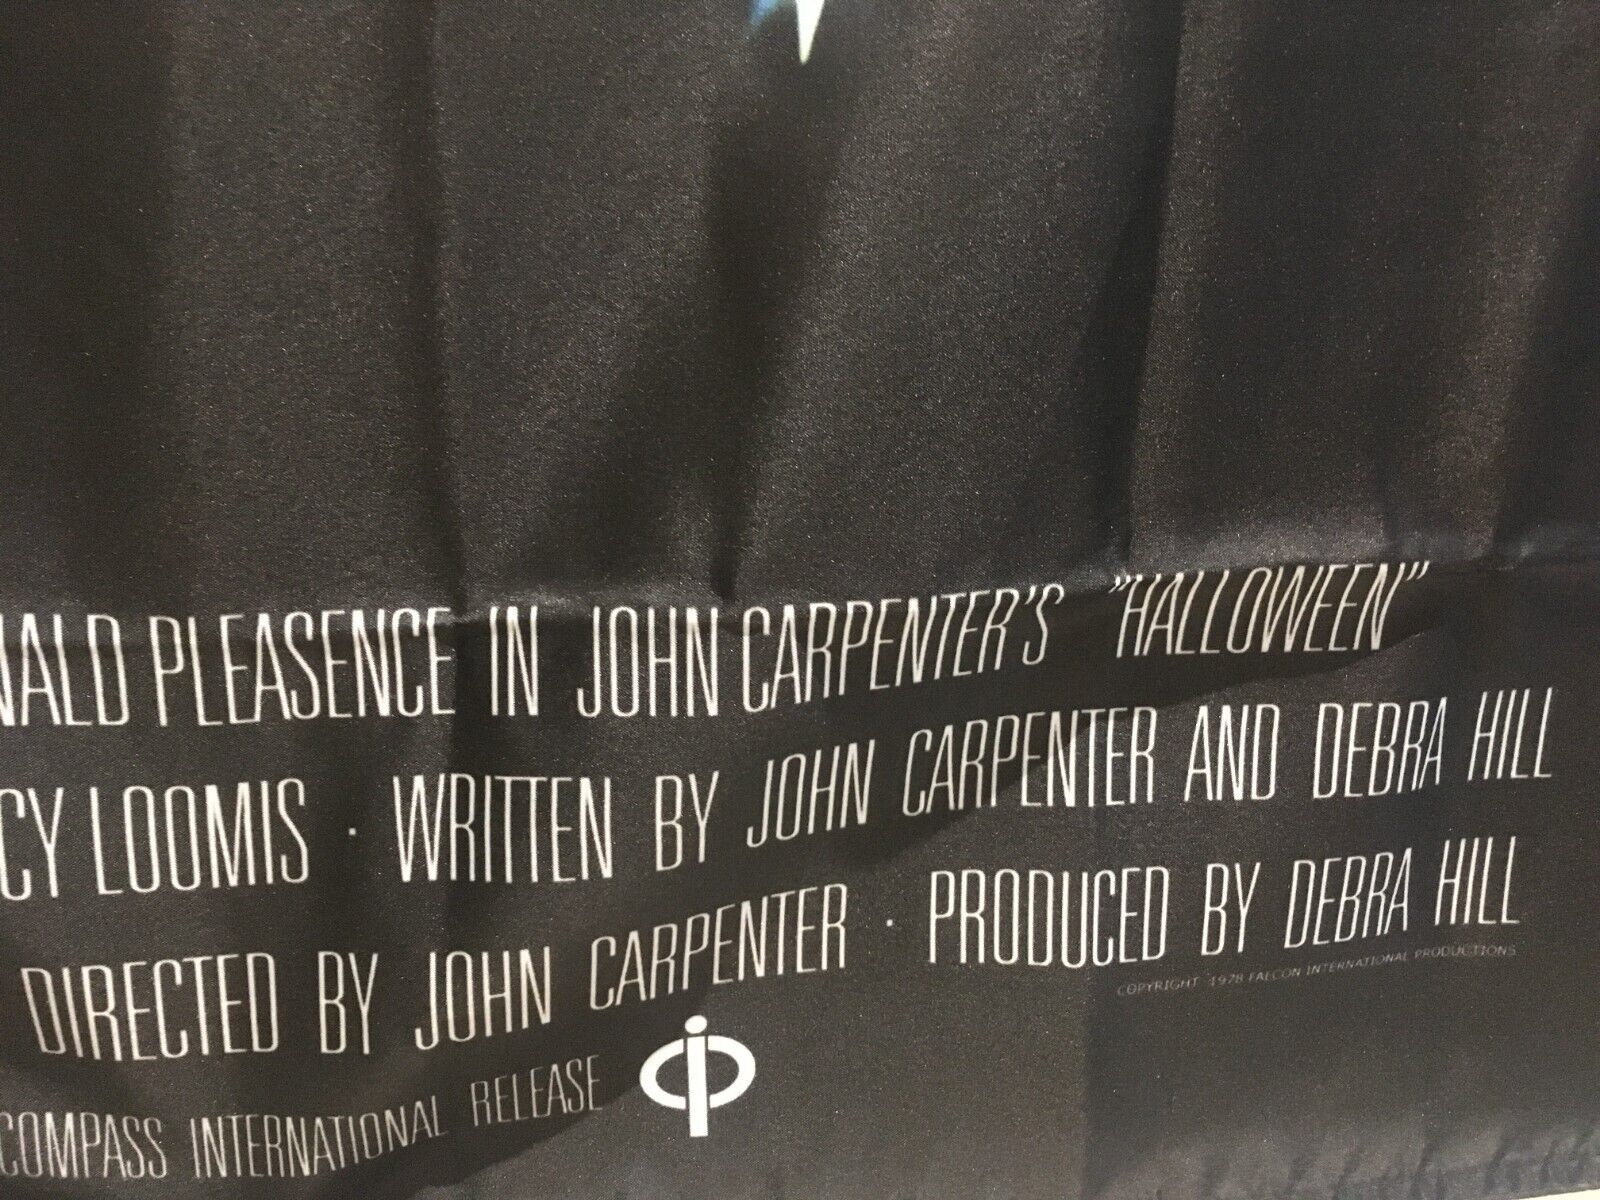 NALD PLEASENCE IN JOHN CARPENTER'S "HALLOWEEN"
CY LOOMIS · WRITTEN BY JOHN CARPENTER AND DEBRA HILL
DIRECTED BY JOHN CARPENTER · PRODUCED BY DEBRA HILL
COPYRIGHT 1978 FALCON INTERNATIONAL PRODUCTIONS
COMPASS INTERNATIONAL RELEASE